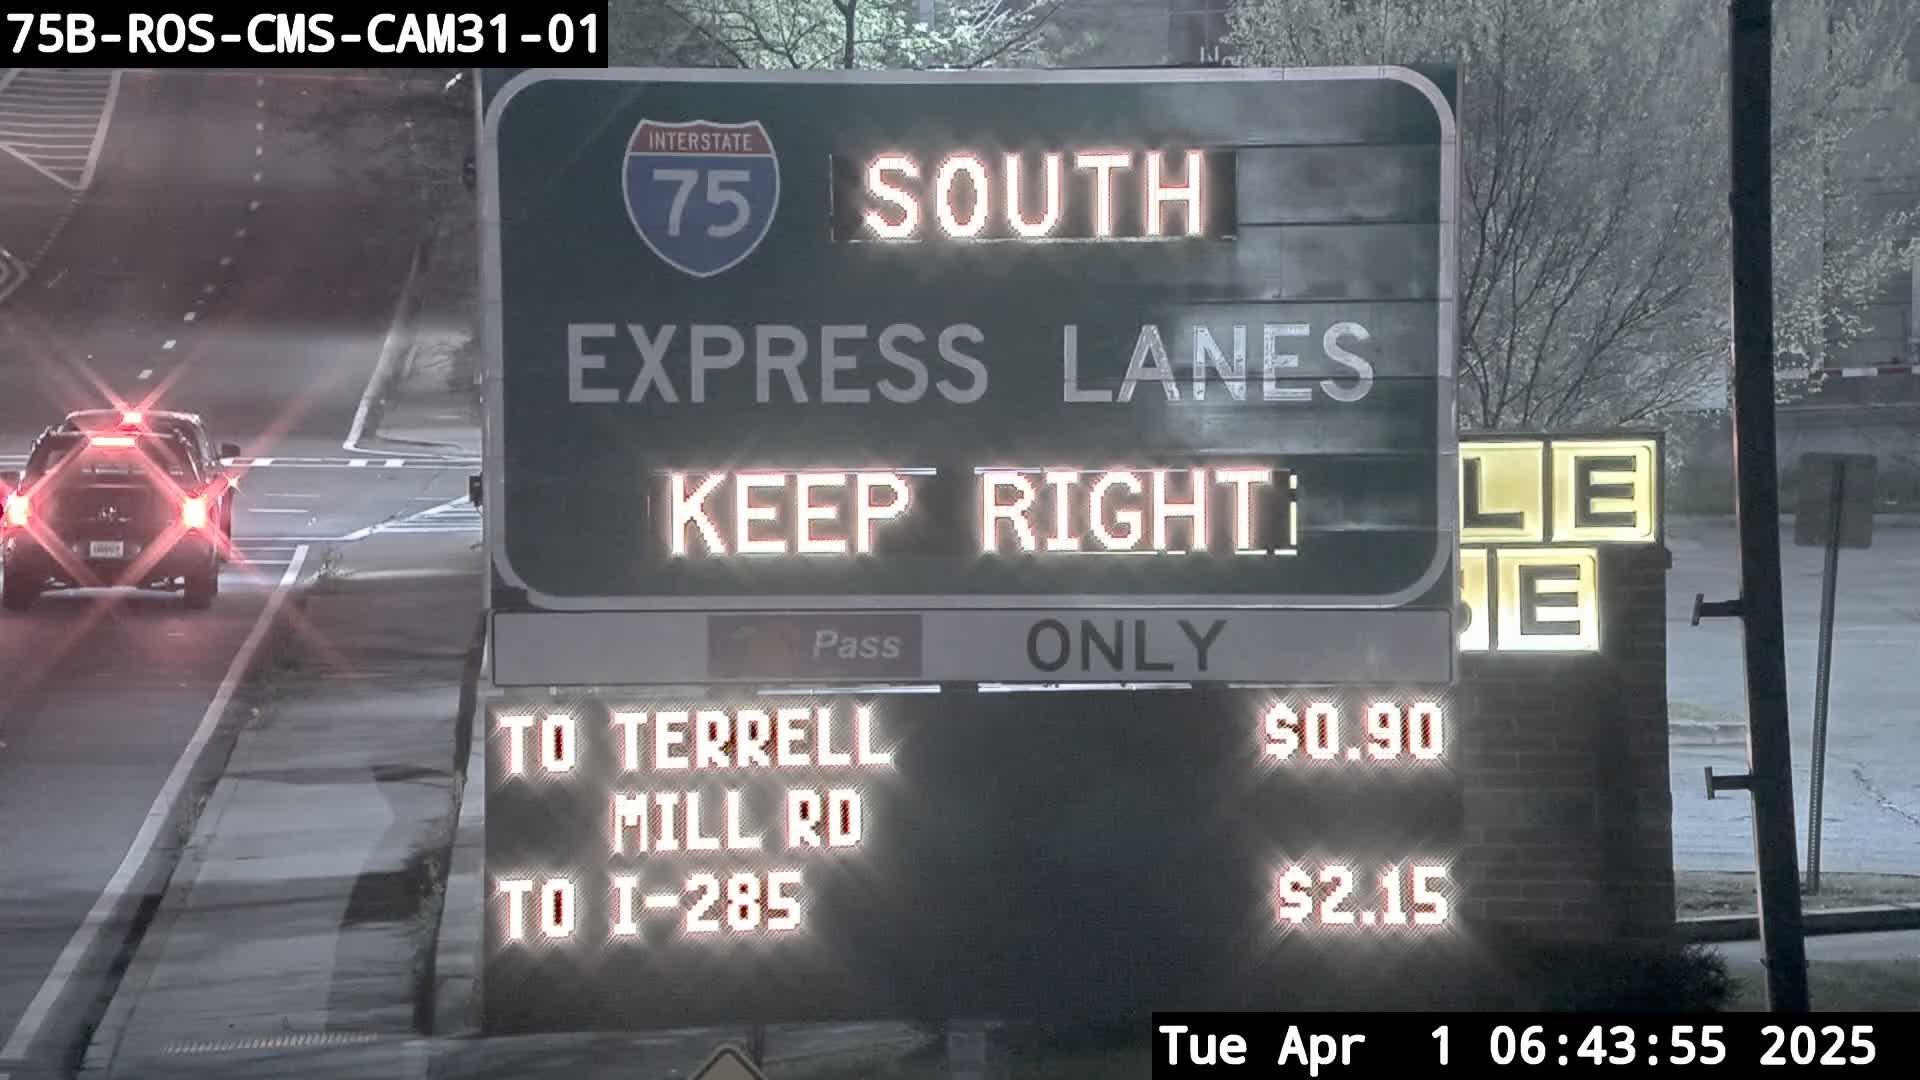 75B-ROS-CMS-CAM31-01
INTERSTATE
75
SOUTH
EXPRESS LANES
KEEP RIGHT
Pass ONLY
TO TERRELL $0.90
MILL RD
TO I-285 $2.15
LE
E
Tue Apr 1 06:43:55 2025